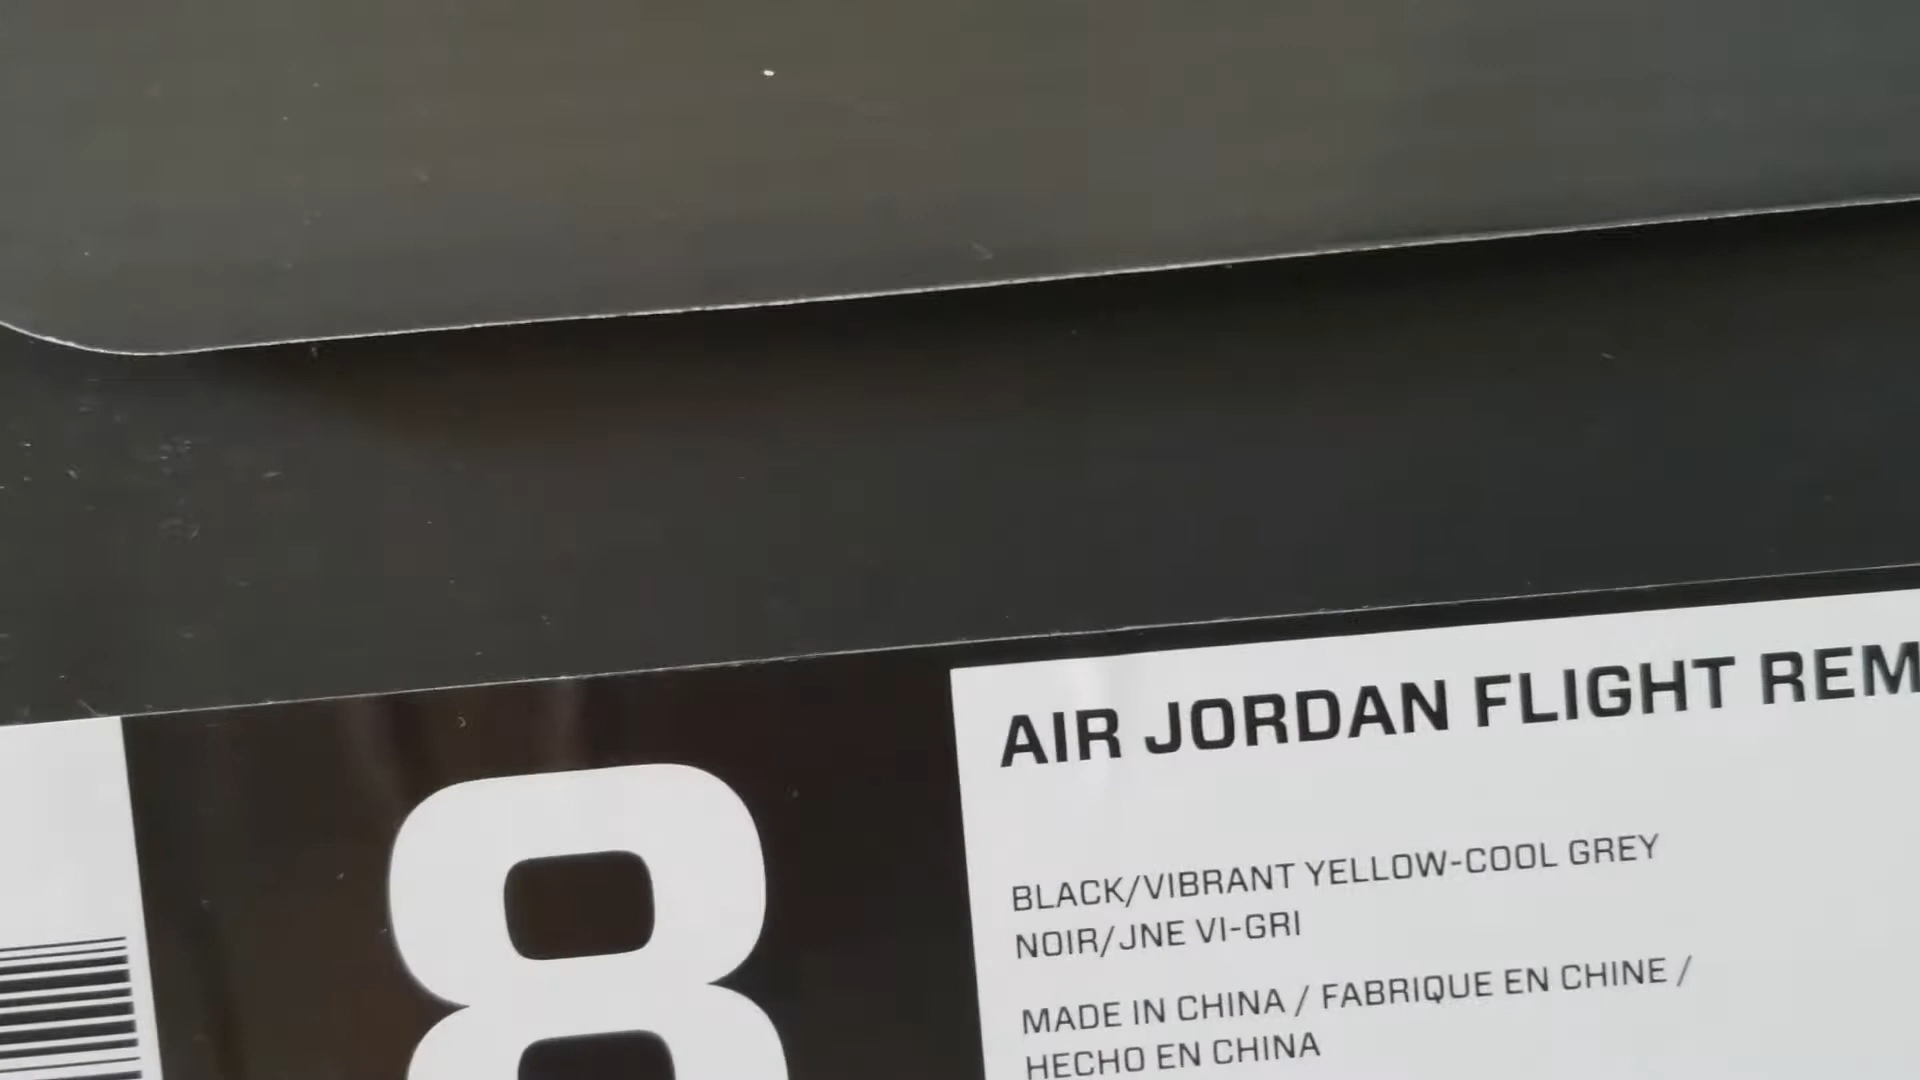 AIR JORDAN FLIGHT REM
8
BLACK/VIBRANT YELLOW-COOL GREY
NOIR/JNE VI-GRI
MADE IN CHINA / FABRIQUE EN CHINE /
HECHO EN CHINA